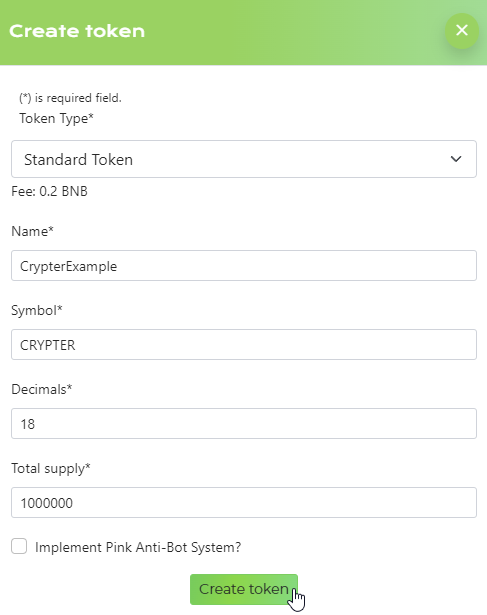 Create token
(*) is required field.
Token Type*
Standard Token
Fee: 0.2 BNB
Name*
CrypterExample
Symbol*
CRYPTER
Decimals*
18
Total supply*
1000000
Implement Pink Anti-Bot System?
Create token